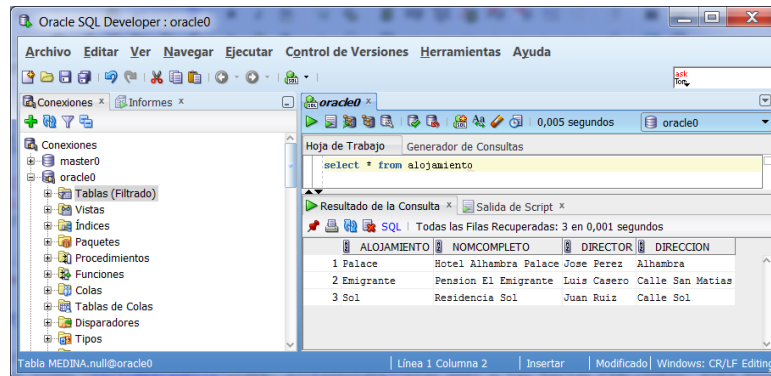 Oracle SQL Developer : oracle0
Archivo Editar Ver Navegar Ejecutar Control de Versiones Herramientas Ayuda
ask
Tom
Conexiones x Informes x
oracle0 x
0,005 segundos oracle0
Hoja de Trabajo Generador de Consultas
select * from alojamiento
Conexiones
master0
oracle0
Tablas (Filtrado)
Vistas
Índices
Paquetes
Procedimientos
Funciones
Colas
Tablas de Colas
Disparadores
Tipos
Resultado de la Consulta x Salida de Script x
SQL | Todas las Filas Recuperadas: 3 en 0,001 segundos
ALOJAMIENTO NOMCOMPLETO DIRECTOR DIRECCION
1 Palace Hotel Alhambra Palace Jose Perez Alhambra
2 Emigrante Pension El Emigrante Luis Casero Calle San Matias
3 Sol Residencia Sol Juan Ruiz Calle Sol
Tabla MEDINA.null@oracle0 | Línea 1 Columna 2 | Insertar | Modificado | Windows: CR/LF Editing